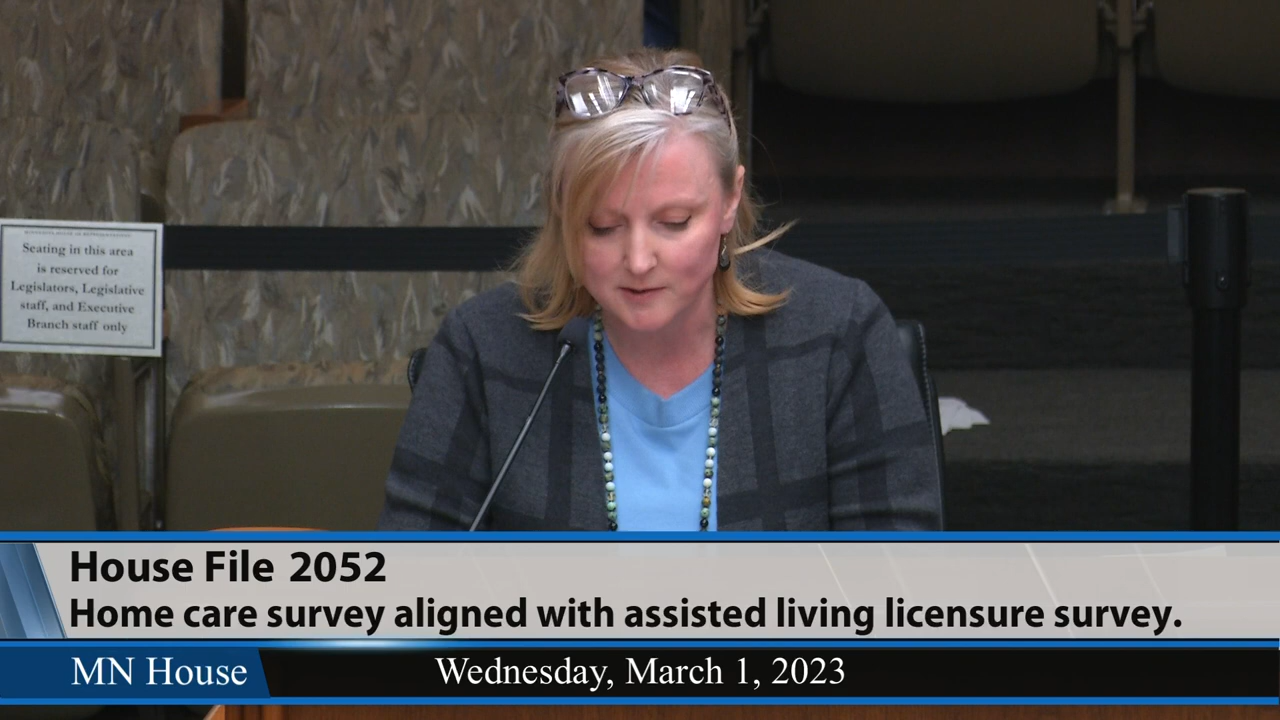 Seating in this area
is reserved for
Legislators, Legislative
staff, and Executive
Branch staff only
House File 2052
Home care survey aligned with assisted living licensure survey.
MN House
Wednesday, March 1, 2023